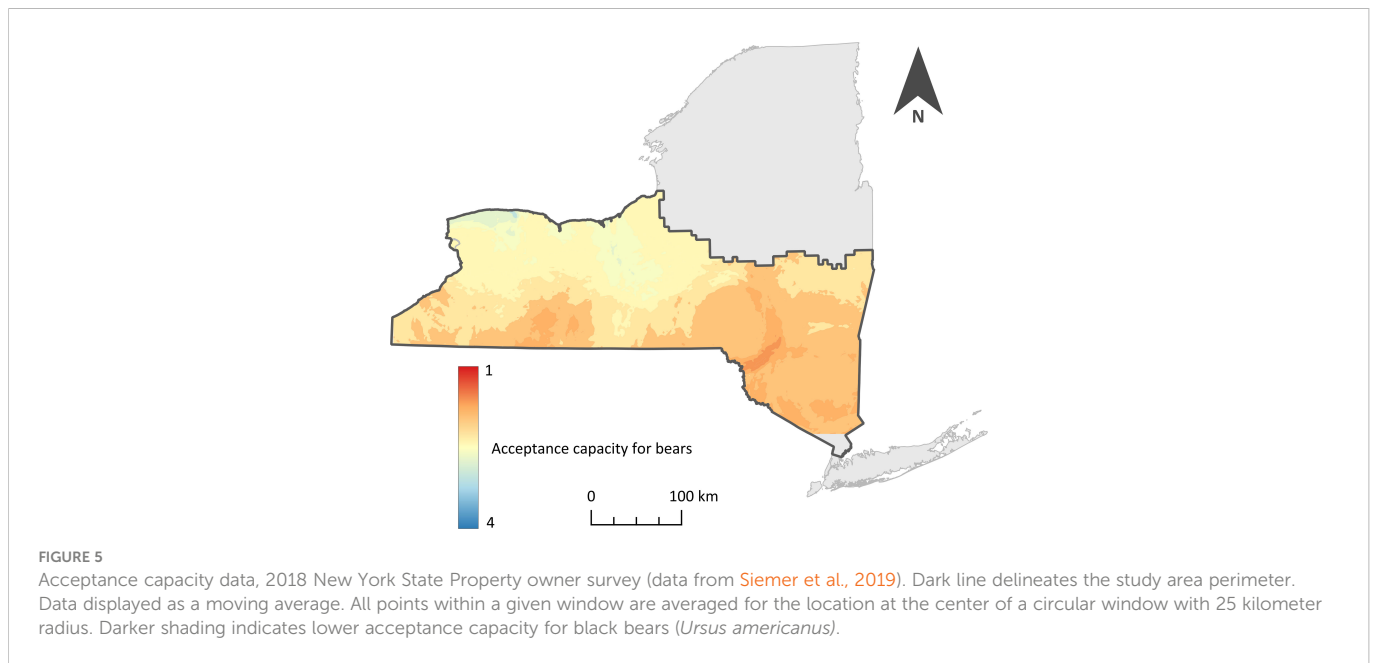 N
1
Acceptance capacity for bears
0 100 km
4
FIGURE 5
Acceptance capacity data, 2018 New York State Property owner survey (data from Siemer et al., 2019). Dark line delineates the study area perimeter.
Data displayed as a moving average. All points within a given window are averaged for the location at the center of a circular window with 25 kilometer
radius. Darker shading indicates lower acceptance capacity for black bears (Ursus americanus).